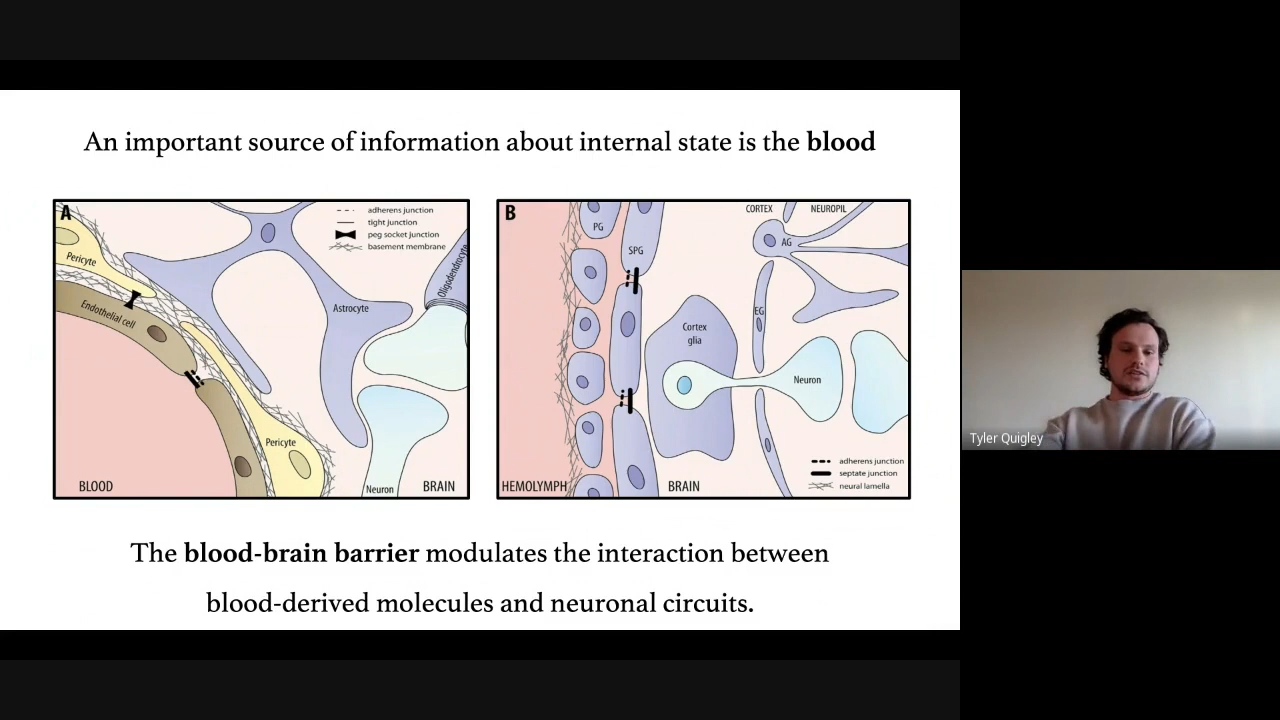 An important source of information about internal state is the blood
A
adherens junction
tight junction
peg socket junction
basement membrane
Pericyte
Endothelial cell
Astrocyte
Oligodendrocyte
Pericyte
BLOOD
Neuron
BRAIN
B
PG
SPG
CORTEX
NEUROPIL
AG
EG
Cortex
glia
Neuron
adherens junction
septate junction
neural lamella
HEMOLYMPH
BRAIN
Tyler Quigley
The blood-brain barrier modulates the interaction between
blood-derived molecules and neuronal circuits.